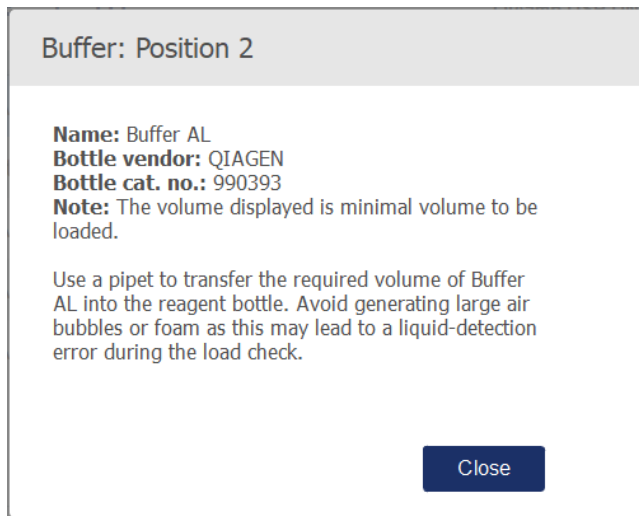 Buffer: Position 2
Name: Buffer AL
Bottle vendor: QIAGEN
Bottle cat. no.: 990393
Note: The volume displayed is minimal volume to be
loaded.
Use a pipet to transfer the required volume of Buffer
AL into the reagent bottle. Avoid generating large air
bubbles or foam as this may lead to a liquid-detection
error during the load check.
Close